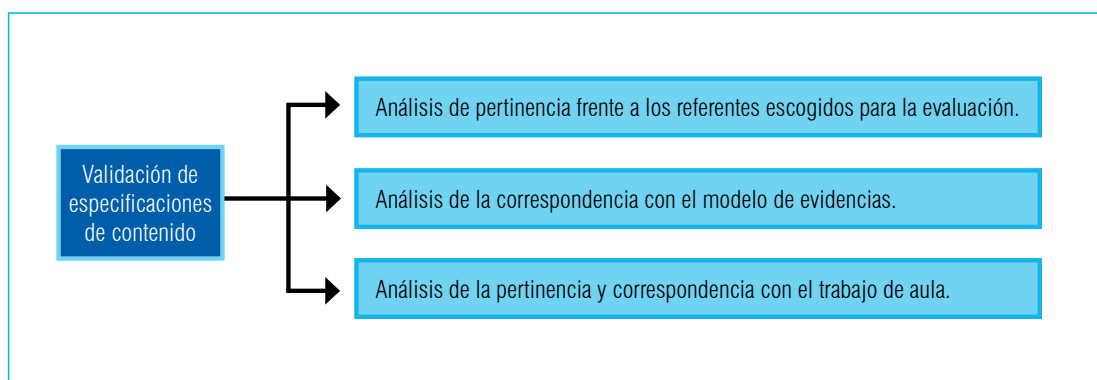 Validación de
especificaciones
de contenido
Análisis de pertinencia frente a los referentes escogidos para la evaluación.
Análisis de la correspondencia con el modelo de evidencias.
Análisis de la pertinencia y correspondencia con el trabajo de aula.